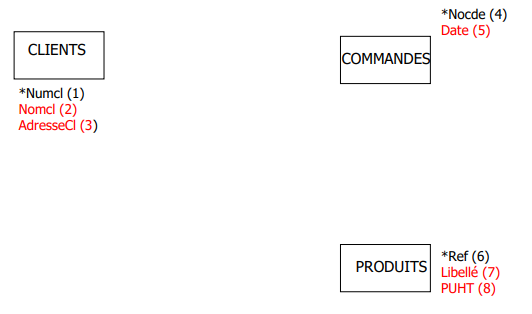 *Nocde (4)
Date (5)
CLIENTS
COMMANDES
*Numcl (1)
Nomcl (2)
AdresseCl (3)
PRODUITS
*Ref (6)
Libellé (7)
PUHT (8)